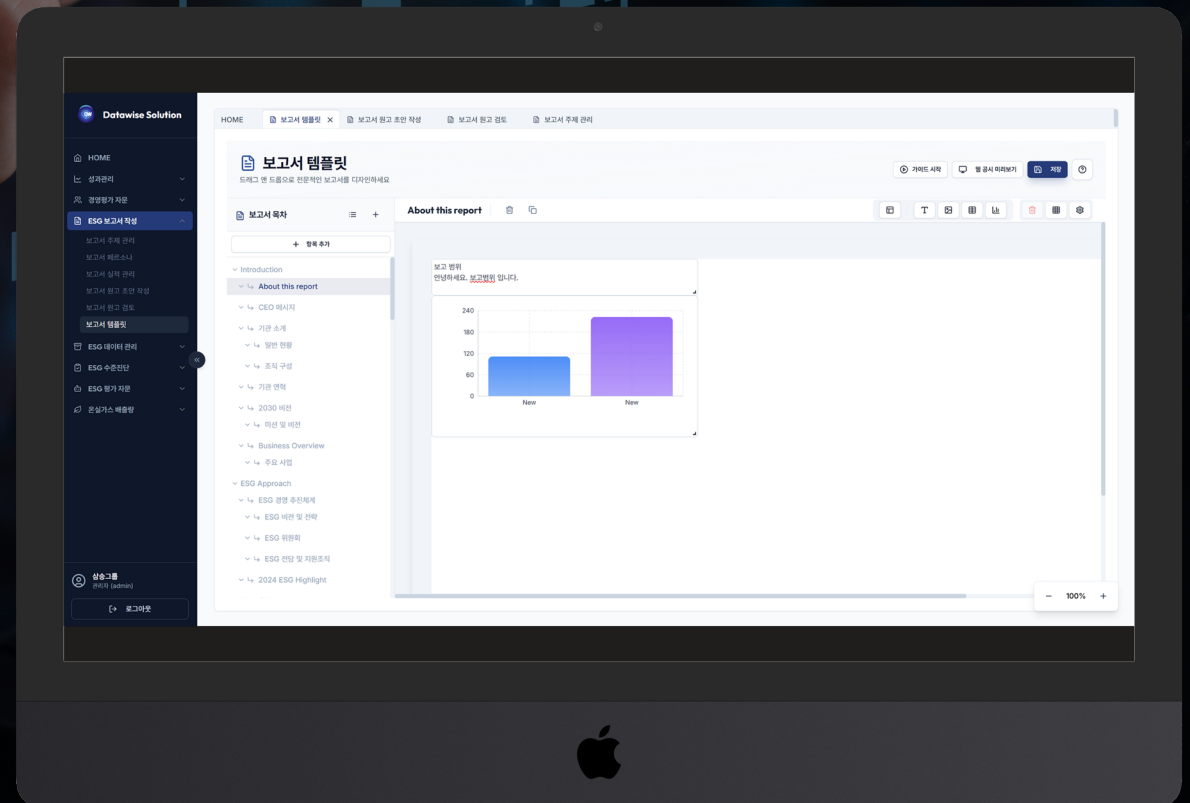 Datawise Solution
HOME
성과관리
경영평가 자문
ESG 보고서 작성
보고서 주제 관리
보고서 페르소나
보고서 실적 관리
보고서 원고 초안 작성
보고서 원고 검토
보고서 템플릿
ESG 데이터 관리
ESG 수준진단
ESG 평가 자문
온실가스 배출량
삼송그룹
관리자 (admin)
로그아웃
HOME
보고서 템플릿
보고서 원고 초안 작성
보고서 원고 검토
보고서 주제 관리
보고서 템플릿
드래그 앤 드롭으로 전문적인 보고서를 디자인하세요
가이드 시작
웹 공시 미리보기
저장
보고서 목차
항목 추가
Introduction
About this report
CEO 메시지
기관 소개
일반 현황
조직 구성
기관 연혁
2030 비전
미션 및 비전
Business Overview
주요 사업
ESG Approach
ESG 경영 추진체계
ESG 비전 및 전략
ESG 위원회
ESG 전담 및 지원조직
2024 ESG Highlight
About this report
보고 범위
안녕하세요. 보고범위 입니다.
240
180
120
60
0
New
New
100%